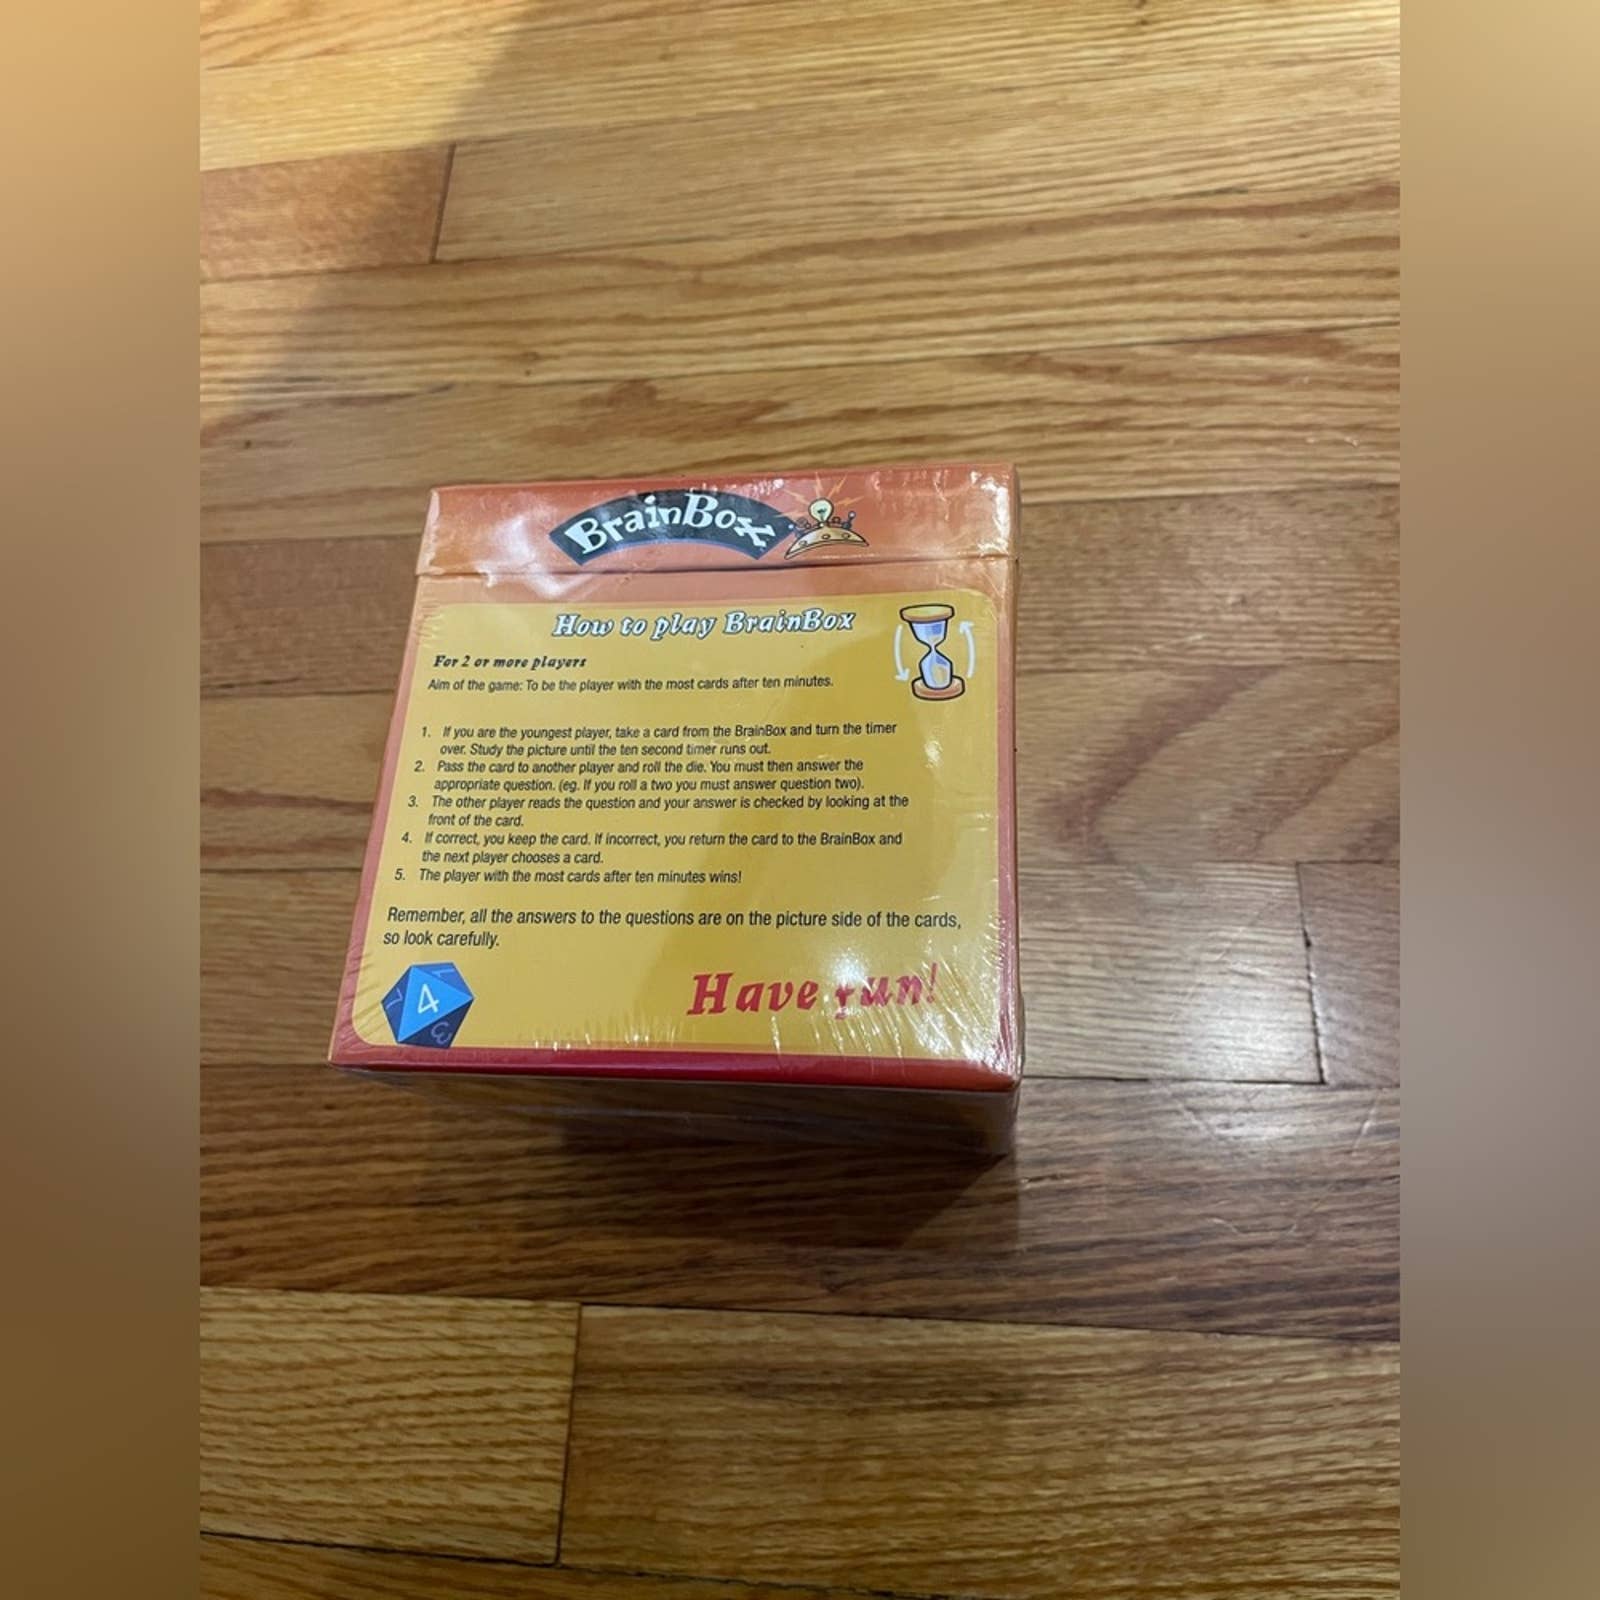 BrainBox
How to play BrainBox
For 2 or more players
Aim of the game: To be the player with the most cards after ten minutes.
1. If you are the youngest player, take a card from the BrainBox and turn the timer
over. Study the picture until the ten second timer runs out.
2. Pass the card to another player and roll the die. You must then answer the
appropriate question. (eg. If you roll a two you must answer question two).
3. The other player reads the question and your answer is checked by looking at the
front of the card.
4. If correct, you keep the card. If incorrect, you return the card to the BrainBox and
the next player chooses a card.
5. The player with the most cards after ten minutes wins!
Remember, all the answers to the questions are on the picture side of the cards,
so look carefully.
Have fun!
1
7 4
3